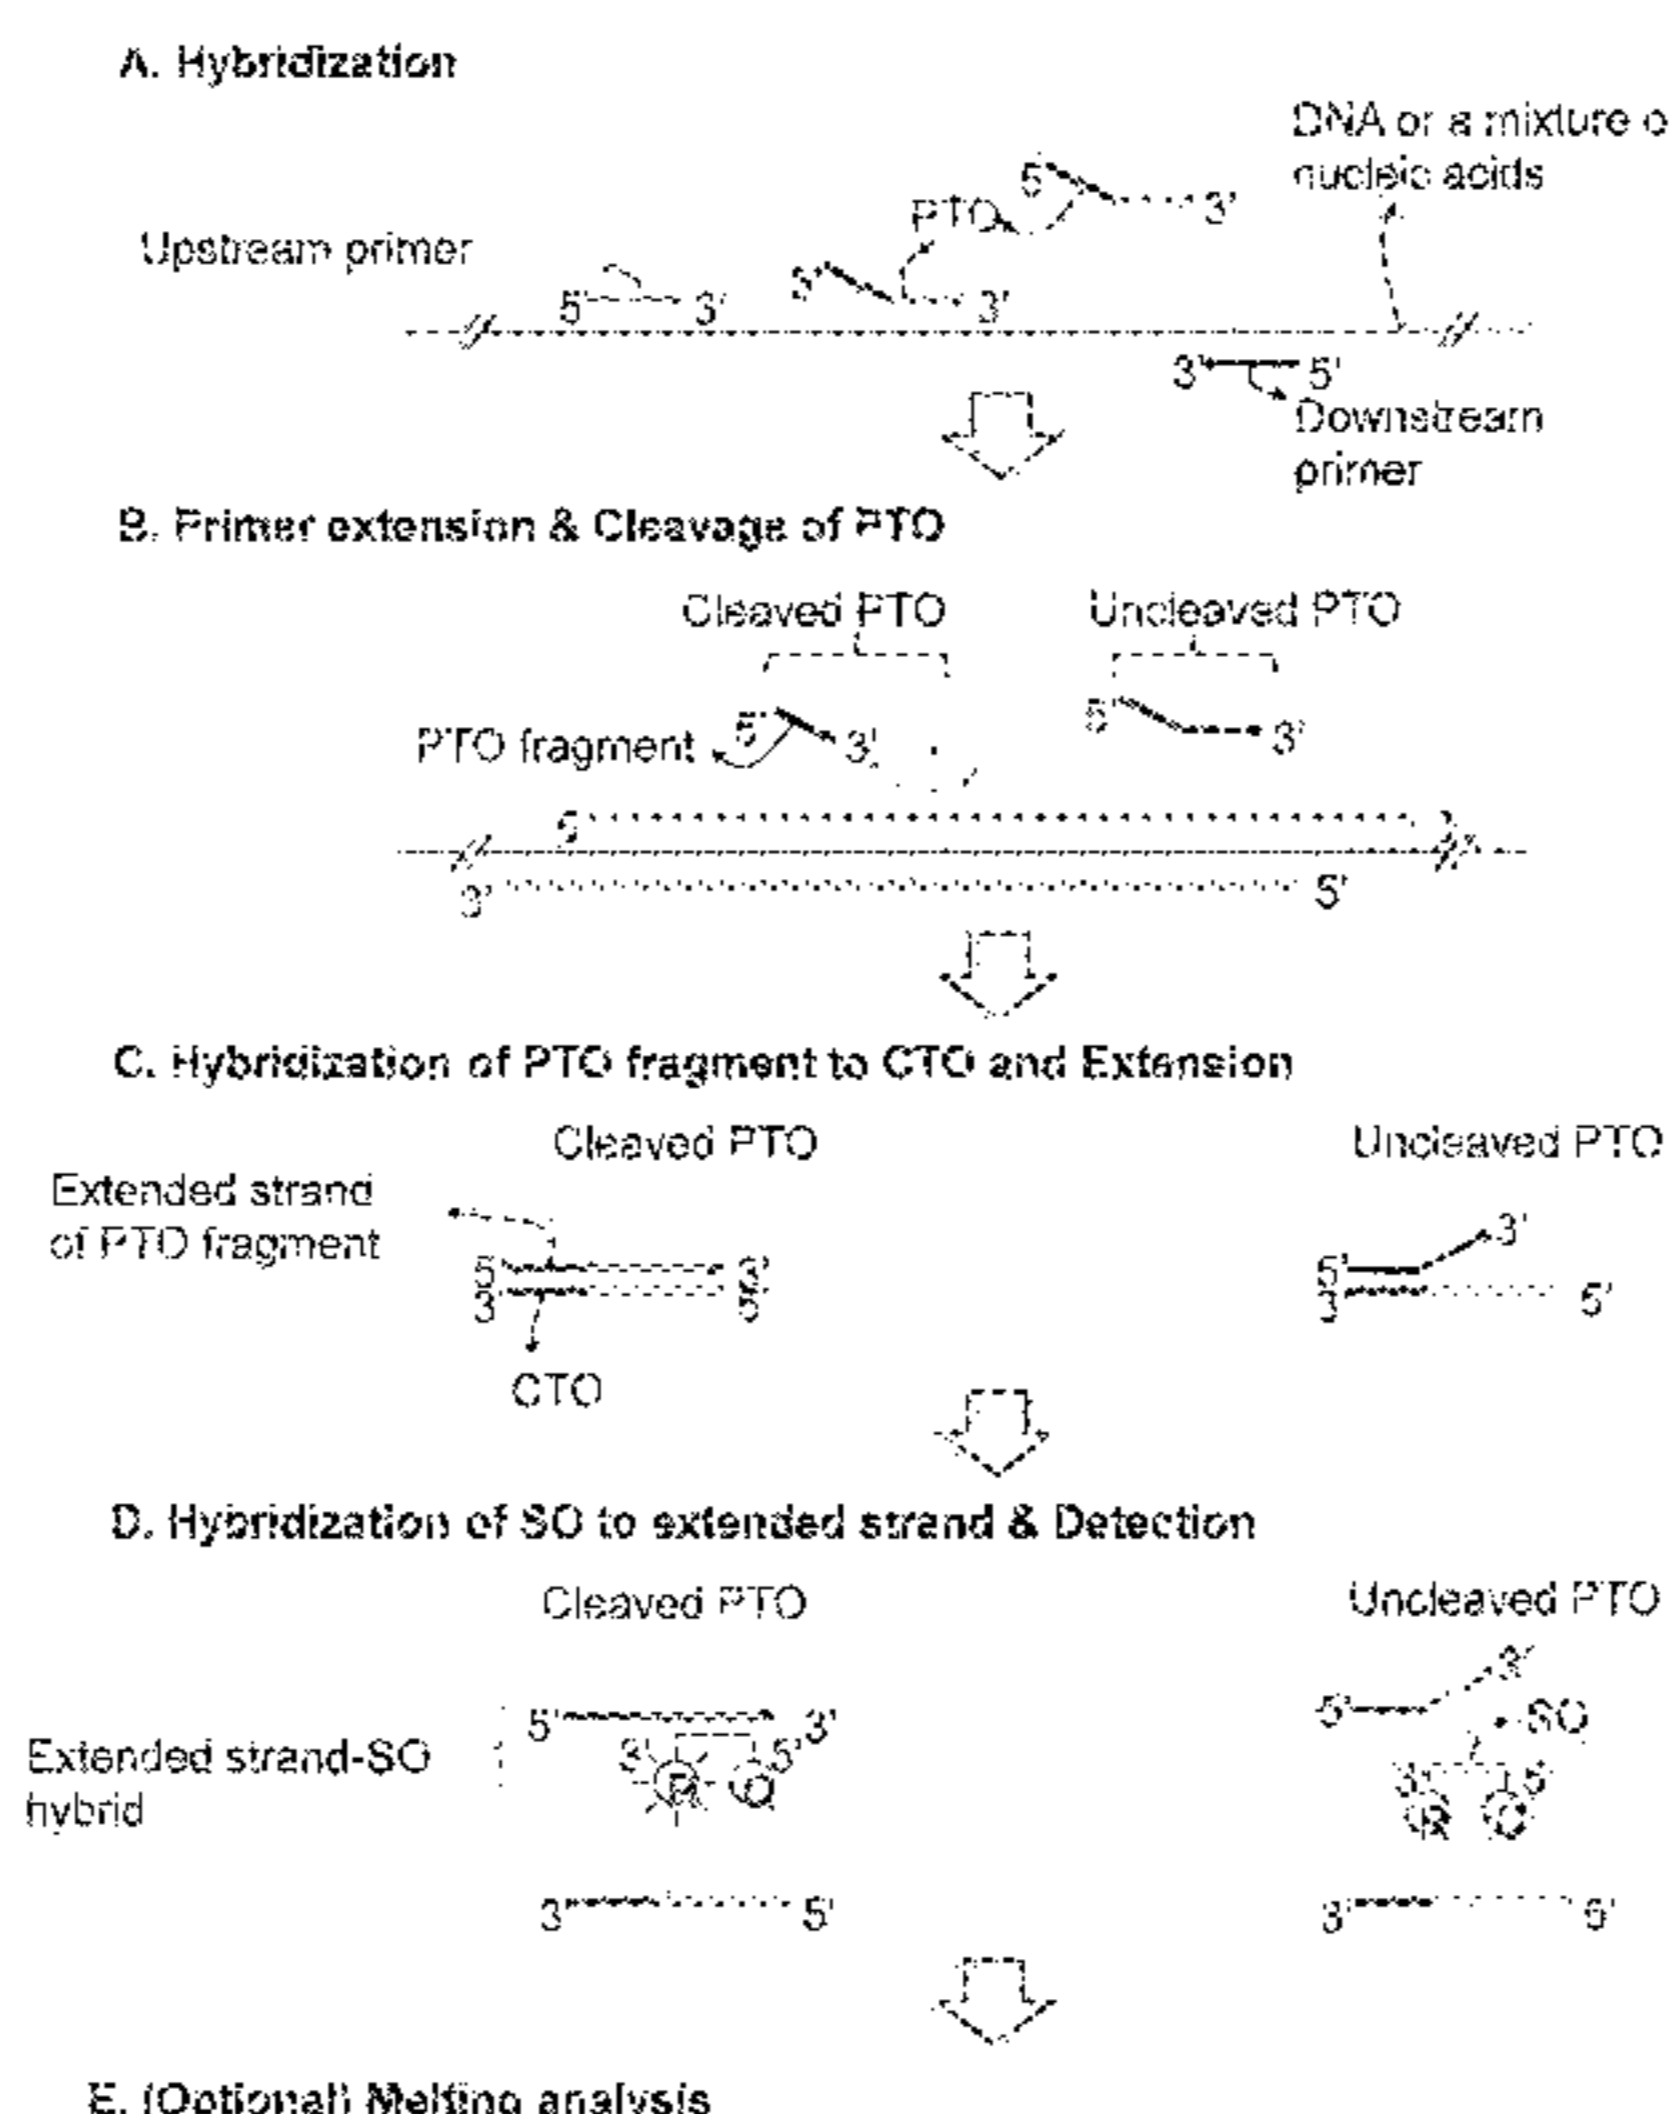 A. Hybridization
DNA or a mixture o
nucleic acids
5'
3'
PTO
Upstream primer
5' 3'
5' 3'
3' 5'
Downstream
primer
B. Primer extension & Cleavage of PTO
Cleaved PTO Uncleaved PTO
PTO fragment 5' 3' 5' 3'
5
3' 5'
C. Hybridization of PTO fragment to CTO and Extension
Cleaved PTO Uncleaved PTO
Extended strand
of PTO fragment
5' 3' 5' 3'
3' 5' 3' 5'
CTO
D. Hybridization of SO to extended strand & Detection
Cleaved PTO Uncleaved PTO
5' 3' 5' 3'
SO
Extended strand-SO
hybrid
3' 5' 3' 5'
R Q R Q
3' 5' 3' 5'
E. (Optional) Melting analysis